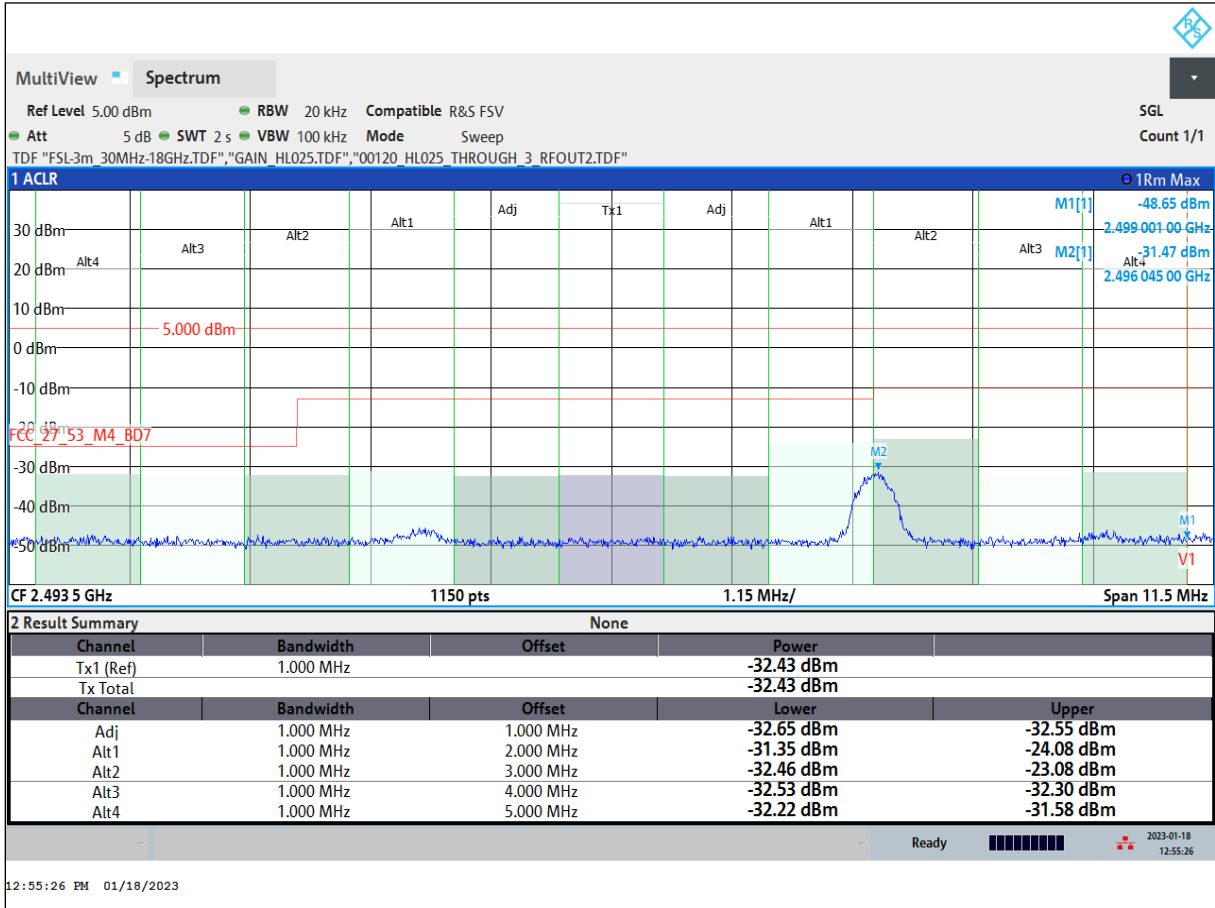 R&S
MultiView Spectrum
Ref Level 5.00 dBm RBW 20 kHz Compatible R&S FSV SGL
Att 5 dB SWT 2 s VBW 100 kHz Mode Sweep Count 1/1
TDF "FSL-3m_30MHz-18GHz.TDF","GAIN_HL025.TDF","00120_HL025_THROUGH_3_RFOUT2.TDF"
1 ACLR 1Rm Max
M1[1] -48.65 dBm
2.499 001 00 GHz
M2[1] -31.47 dBm
2.496 045 00 GHz
Alt4 Alt3 Alt2 Alt1 Adj Tx1 Adj Alt1 Alt2 Alt3 Alt4
30 dBm
20 dBm
10 dBm
5.000 dBm
0 dBm
-10 dBm
-20 dBm
FCC_27_53_M4_BD7
-30 dBm
M2
-40 dBm
M1
-50 dBm
V1
CF 2.493 5 GHz 1150 pts 1.15 MHz/ Span 11.5 MHz
2 Result Summary None
Channel Bandwidth Offset Power
Tx1 (Ref) 1.000 MHz -32.43 dBm
Tx Total -32.43 dBm
Channel Bandwidth Offset Lower Upper
Adj 1.000 MHz 1.000 MHz -32.65 dBm -32.55 dBm
Alt1 1.000 MHz 2.000 MHz -31.35 dBm -24.08 dBm
Alt2 1.000 MHz 3.000 MHz -32.46 dBm -23.08 dBm
Alt3 1.000 MHz 4.000 MHz -32.53 dBm -32.30 dBm
Alt4 1.000 MHz 5.000 MHz -32.22 dBm -31.58 dBm
Ready 2023-01-18
12:55:26
12:55:26 PM 01/18/2023